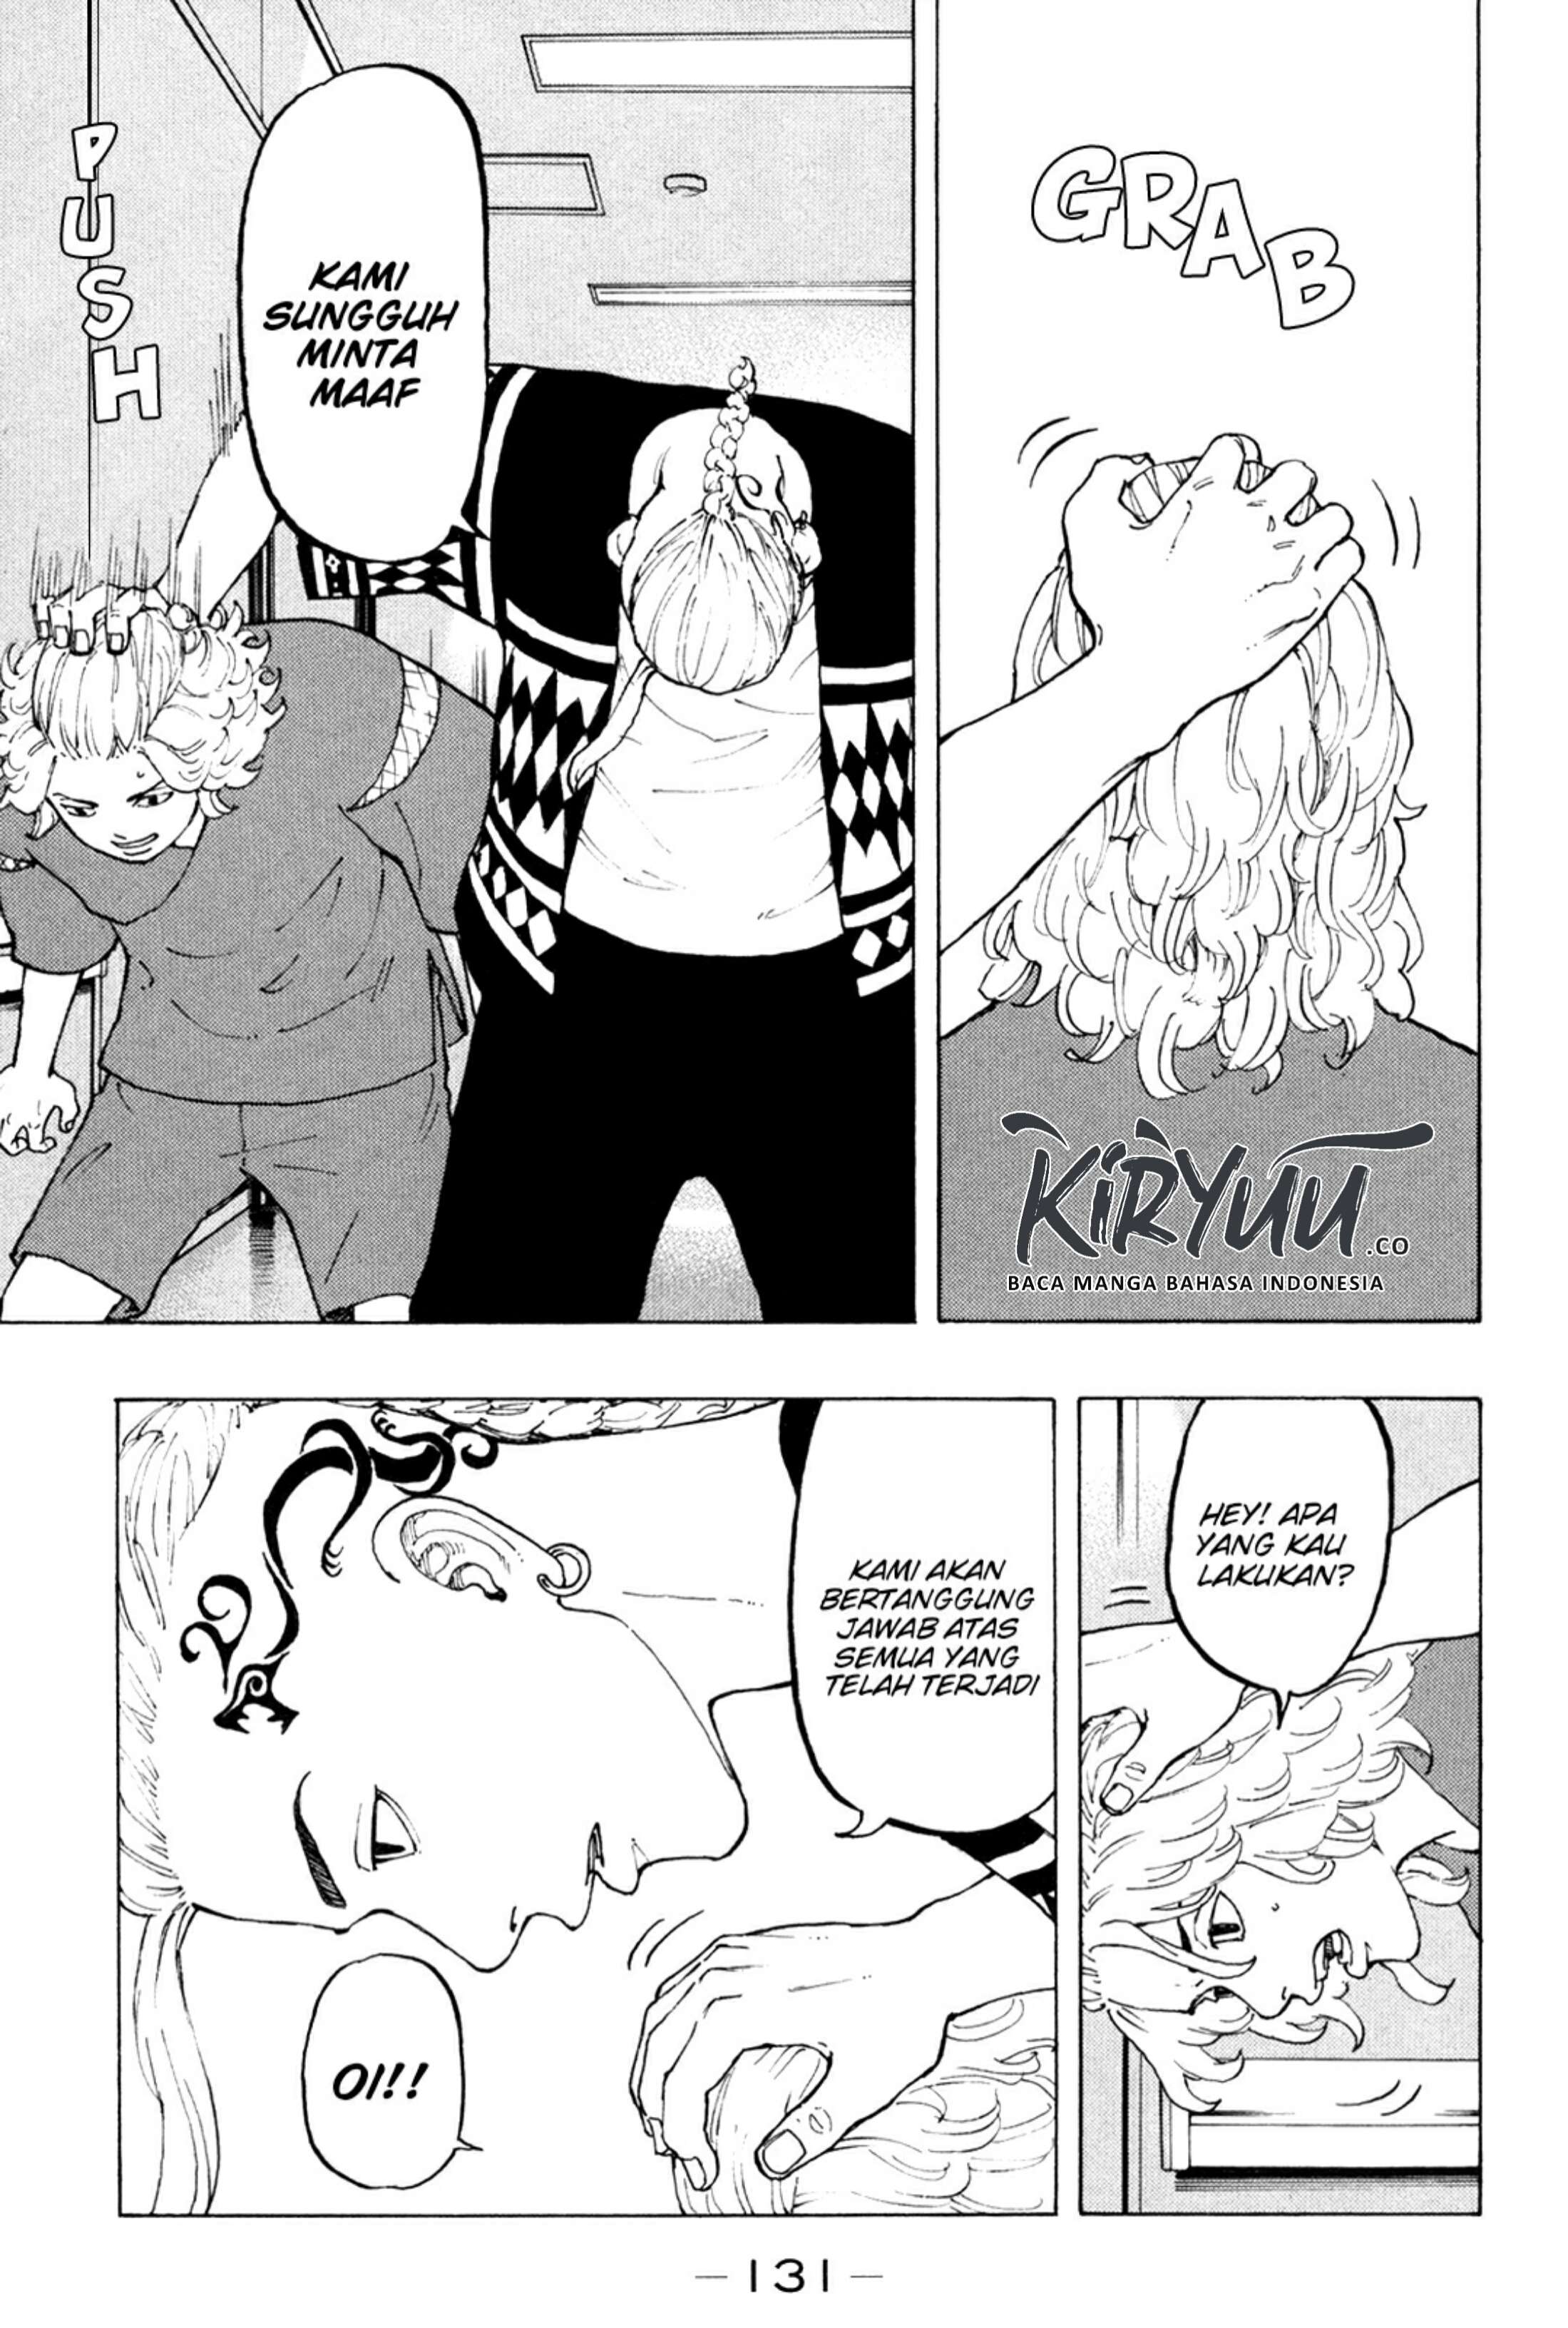 GRAB
PUSH
KAMI
SUNGGUH
MINTA
MAAF
KiRYUU.CO
BACA MANGA BAHASA INDONESIA
HEY! APA
YANG KAU
LAKUKAN?
KAMI AKAN
BERTANGGUNG
JAWAB ATAS
SEMUA YANG
TELAH TERJADI
OI!!
— 131 —